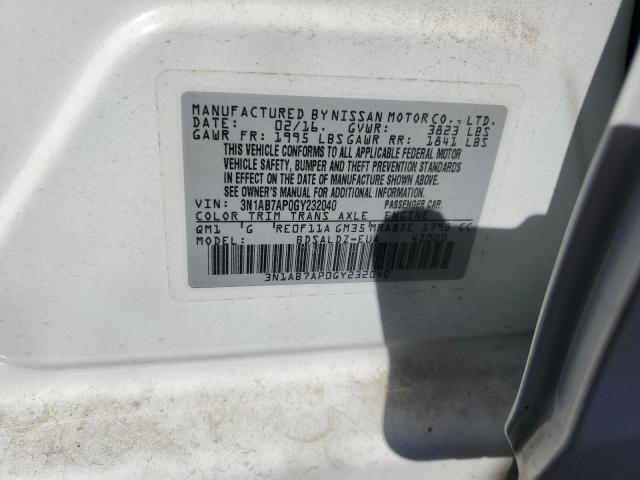 MANUFACTURED BY NISSAN MOTOR CO., LTD.
DATE: 02/16. GVWR: 3823 LBS
GAWR FR: 1995 LBS GAWR RR: 1841 LBS
THIS VEHICLE CONFORMS TO ALL APPLICABLE FEDERAL MOTOR
VEHICLE SAFETY, BUMPER AND THEFT PREVENTION STANDARDS
IN EFFECT ON THE DATE OF MANUFACTURE SHOWN ABOVE.
SEE OWNER'S MANUAL FOR ADDITIONAL INFORMATION.
VIN: 3N1AB7AP0GY232040 PASSENGER CAR.
COLOR TRIM TRANS AXLE ENGINE
QM1 G RE0F11A GM35 MRA8DE 1798 CC
MODEL: BDSALDZ-EUA 4Z000
3N1AB7AP0GY232040